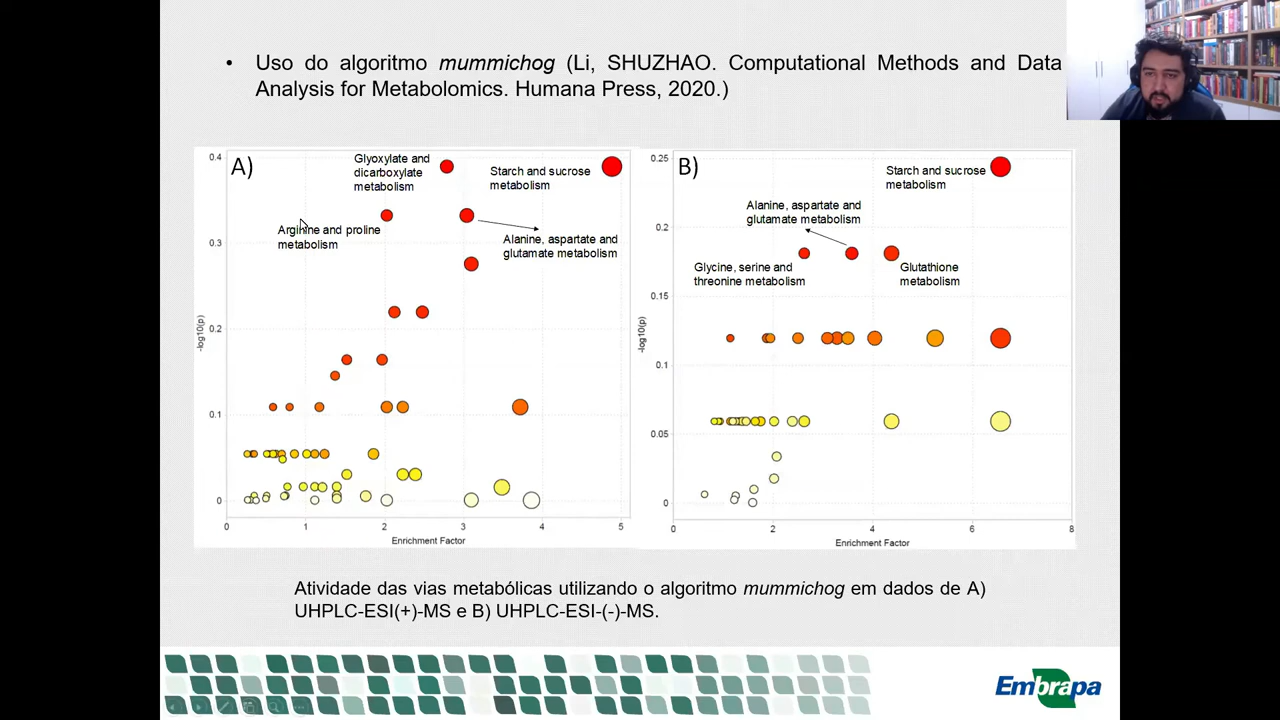 • Uso do algoritmo mummichog (Li, SHUZHAO. Computational Methods and Data
Analysis for Metabolomics. Humana Press, 2020.)
A)
Glyoxylate and
dicarboxylate
metabolism
Starch and sucrose
metabolism
Arginine and proline
metabolism
Alanine, aspartate and
glutamate metabolism
0.4
0.3
0.2
0.1
0
-log10(p)
0 1 2 3 4 5
Enrichment Factor
B)
Starch and sucrose
metabolism
Alanine, aspartate and
glutamate metabolism
Glycine, serine and
threonine metabolism
Glutathione
metabolism
0.25
0.2
0.15
0.1
0.05
0
-log10(p)
0 2 4 6 8
Enrichment Factor
Atividade das vias metabólicas utilizando o algoritmo mummichog em dados de A)
UHPLC-ESI(+)-MS e B) UHPLC-ESI-(-)-MS.
Embrapa